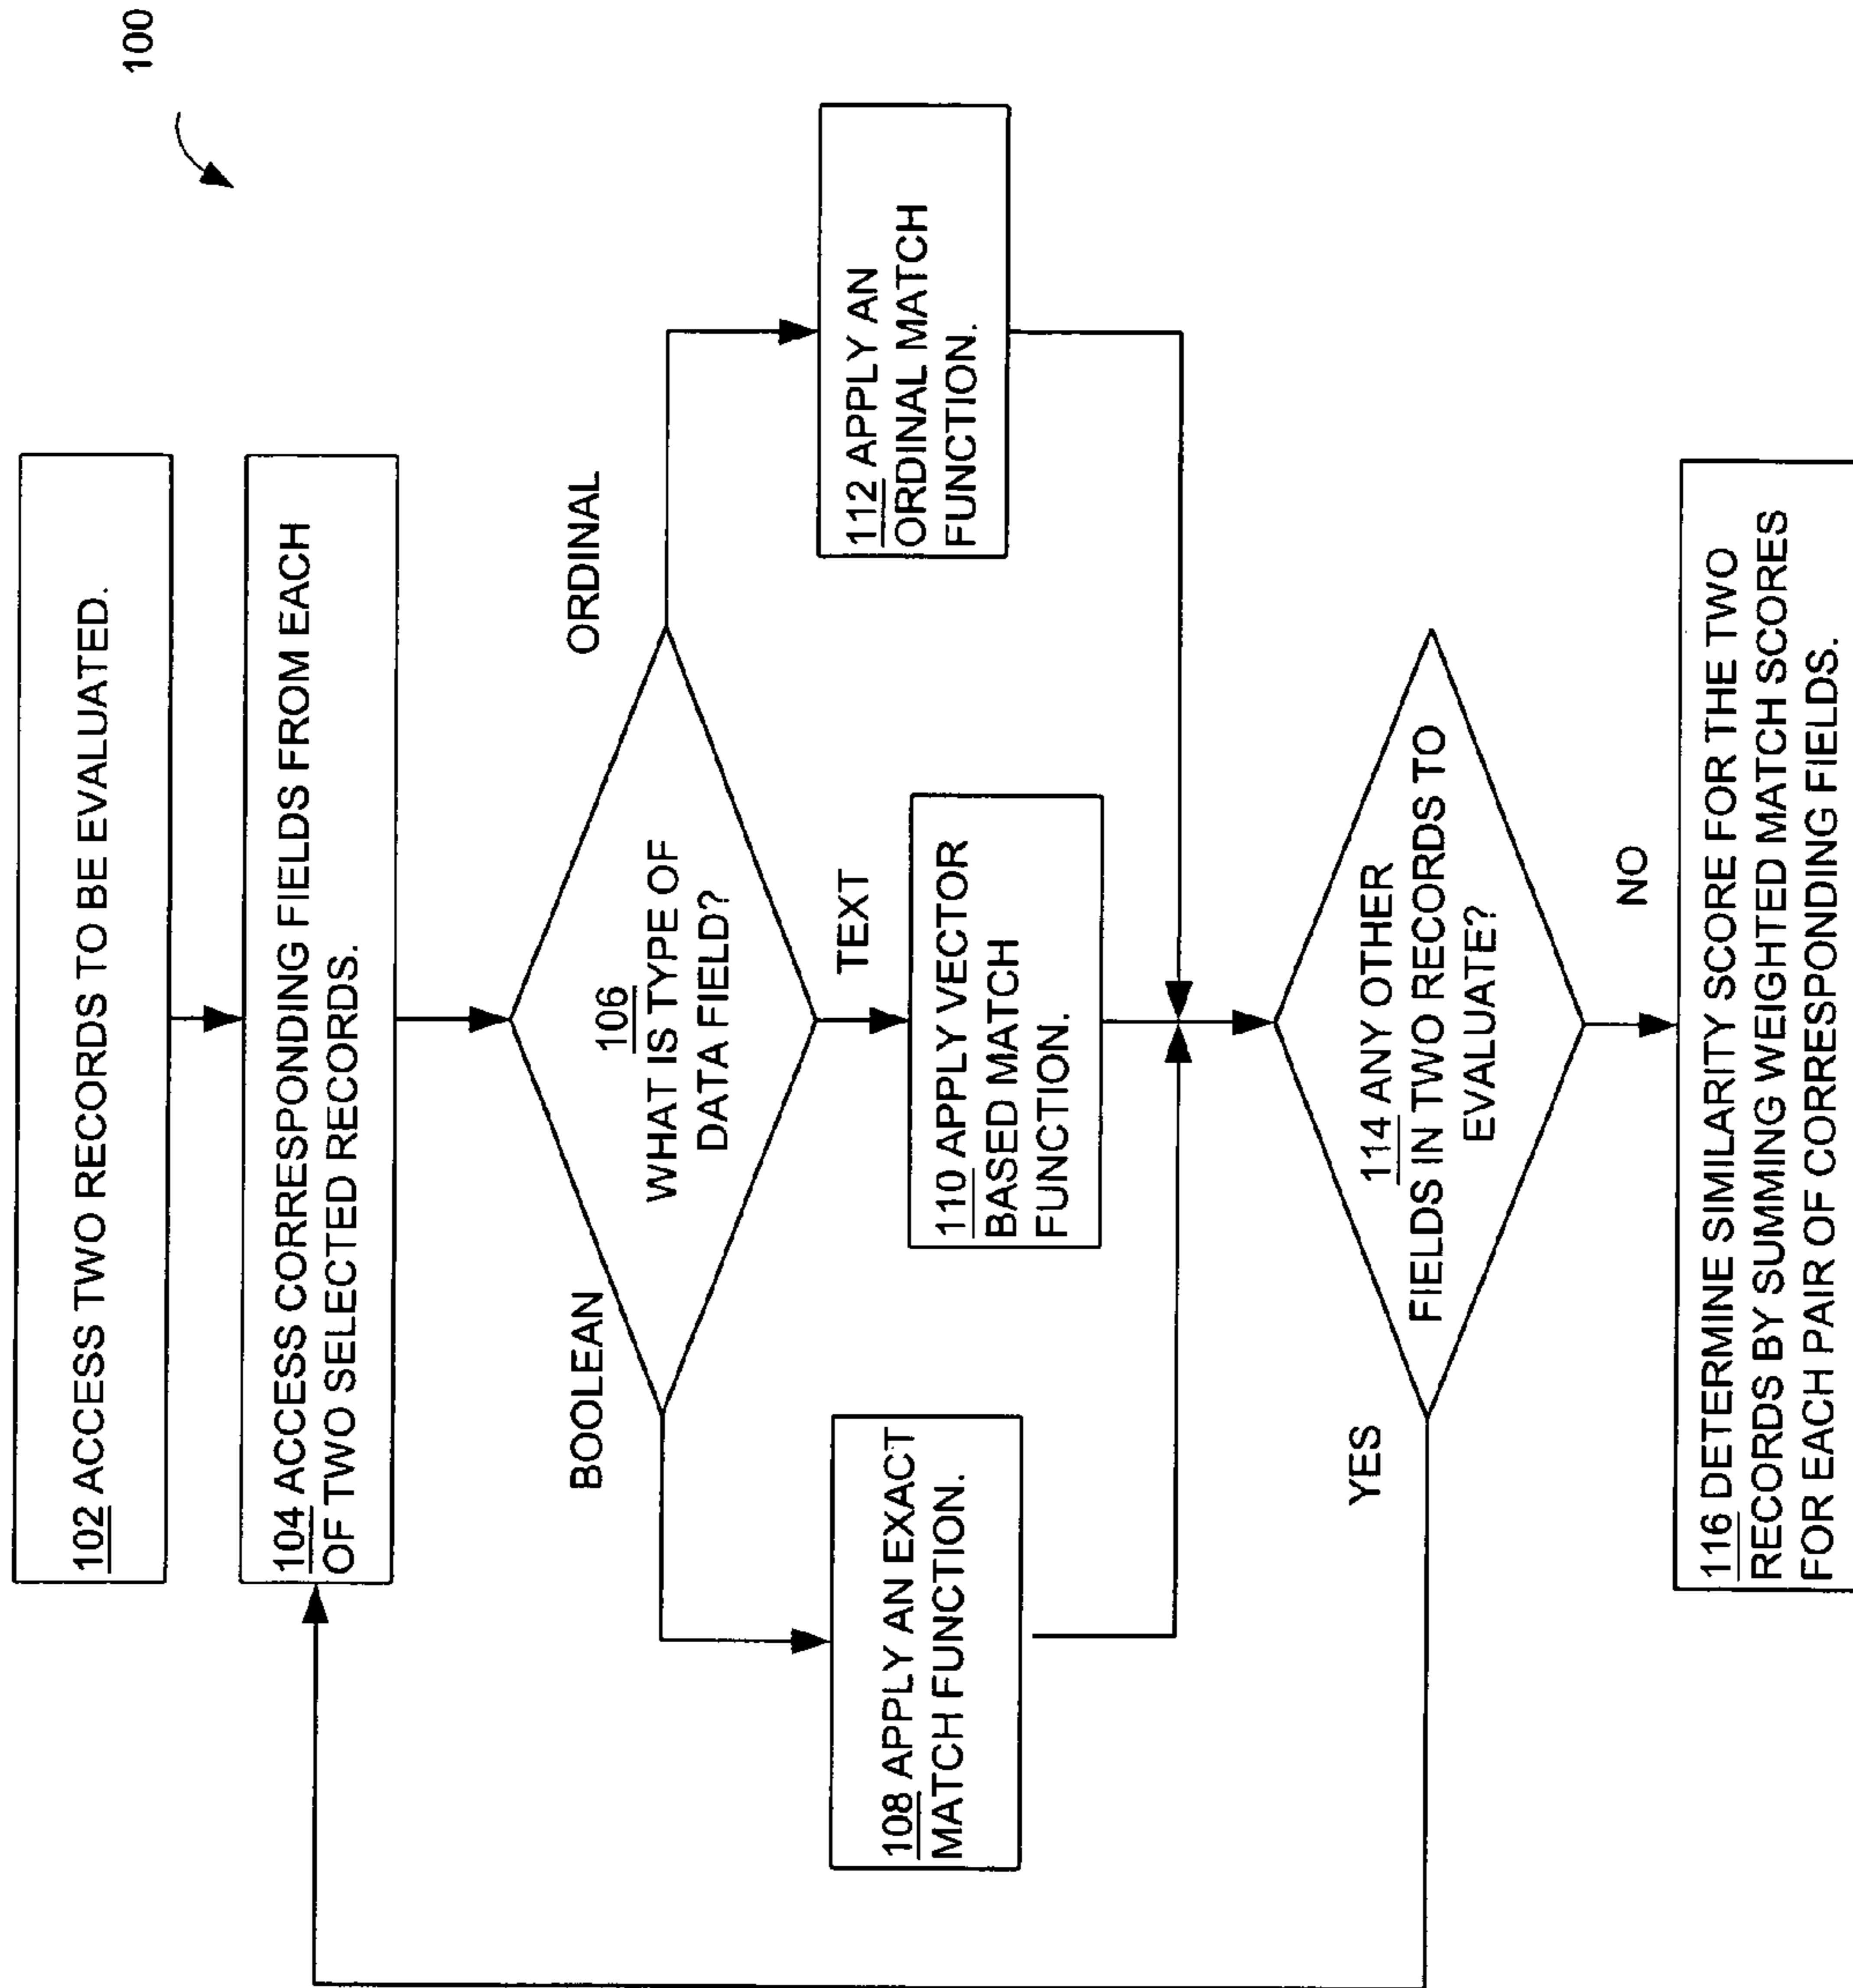 100
102 ACCESS TWO RECORDS TO BE EVALUATED.
104 ACCESS CORRESPONDING FIELDS FROM EACH
OF TWO SELECTED RECORDS.
106
WHAT IS TYPE OF
DATA FIELD?
BOOLEAN
TEXT
ORDINAL
108 APPLY AN EXACT
MATCH FUNCTION.
110 APPLY VECTOR
BASED MATCH
FUNCTION.
112 APPLY AN
ORDINAL MATCH
FUNCTION.
114 ANY OTHER
FIELDS IN TWO RECORDS TO
EVALUATE?
YES
NO
116 DETERMINE SIMILARITY SCORE FOR THE TWO
RECORDS BY SUMMING WEIGHTED MATCH SCORES
FOR EACH PAIR OF CORRESPONDING FIELDS.